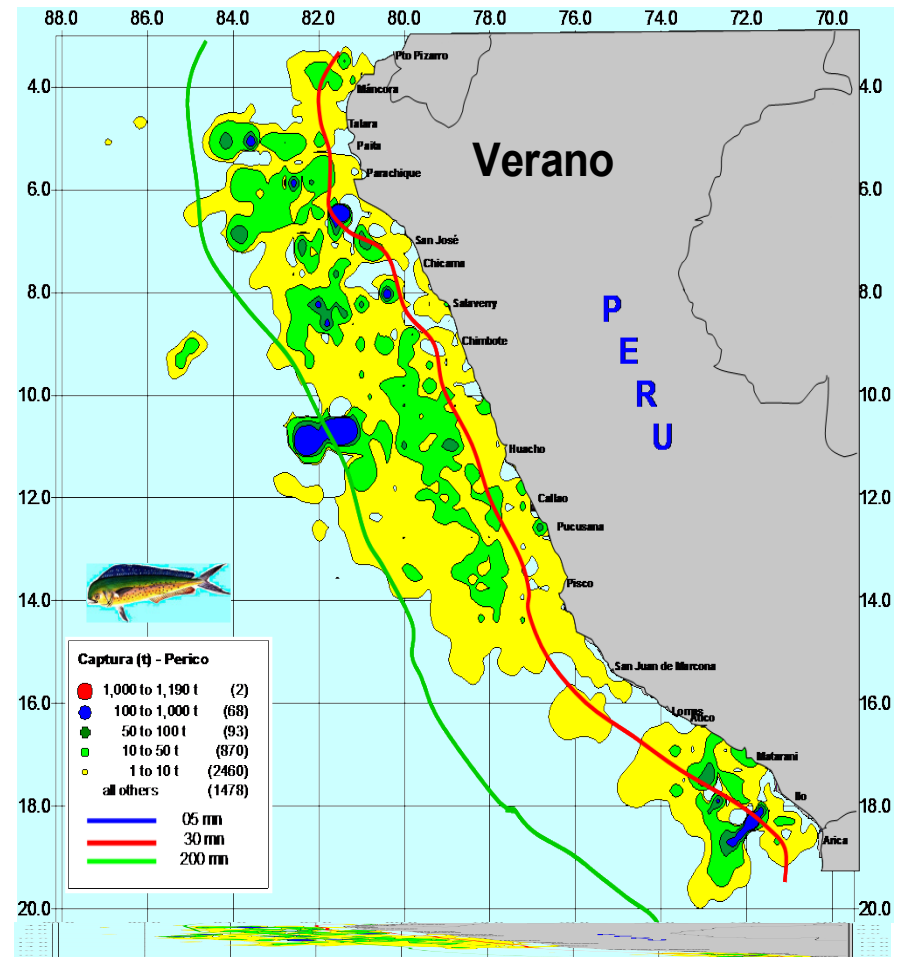 88.0 86.0 84.0 82.0 80.0 78.0 76.0 74.0 72.0 70.0
Pto Pizarro
4.0 4.0
Máncora
Talara
Paita
Verano
Parachique
6.0 6.0
San José
Chicama
8.0 8.0
Salaverry
P
Chimbote
E
10.0 10.0
R
U
Huacho
12.0 12.0
Callao
Pucusana
14.0 14.0
Pisco
San Juan de Marcona
16.0 16.0
Lomas
Atico
Matarani
18.0 18.0
Ilo
Arica
20.0 20.0
Captura (t) - Perico
1,000 to 1,190 t (2)
100 to 1,000 t (68)
50 to 100 t (93)
10 to 50 t (870)
1 to 10 t (2460)
all others (1478)
05 mn
30 mn
200 mn